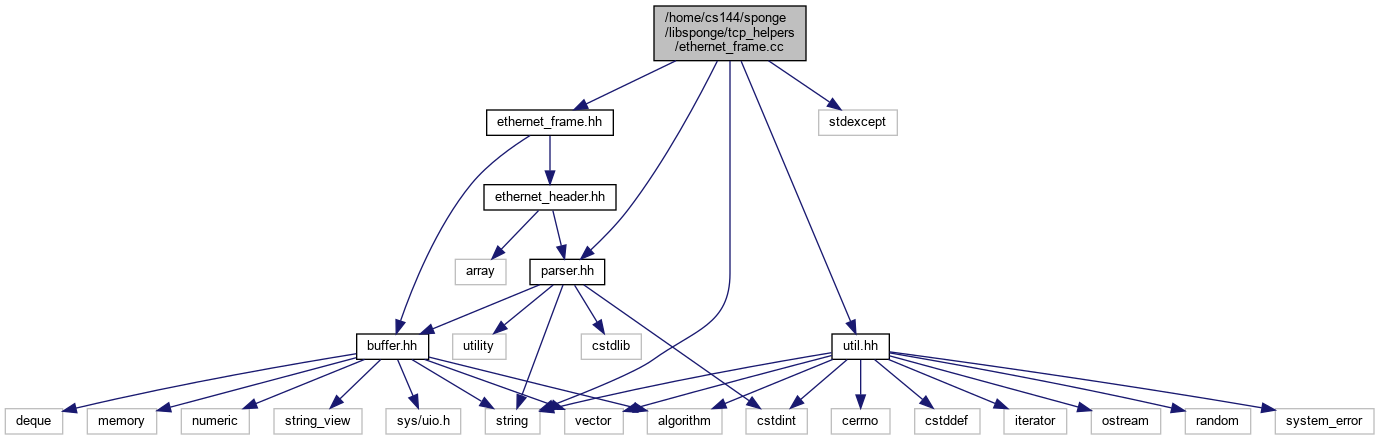 /home/cs144/sponge
/libsponge/tcp_helpers
/ethernet_frame.cc
ethernet_frame.hh
stdexcept
ethernet_header.hh
array
parser.hh
buffer.hh
utility
cstdlib
util.hh
deque
memory
numeric
string_view
sys/uio.h
string
vector
algorithm
cstdint
cerrno
cstddef
iterator
ostream
random
system_error